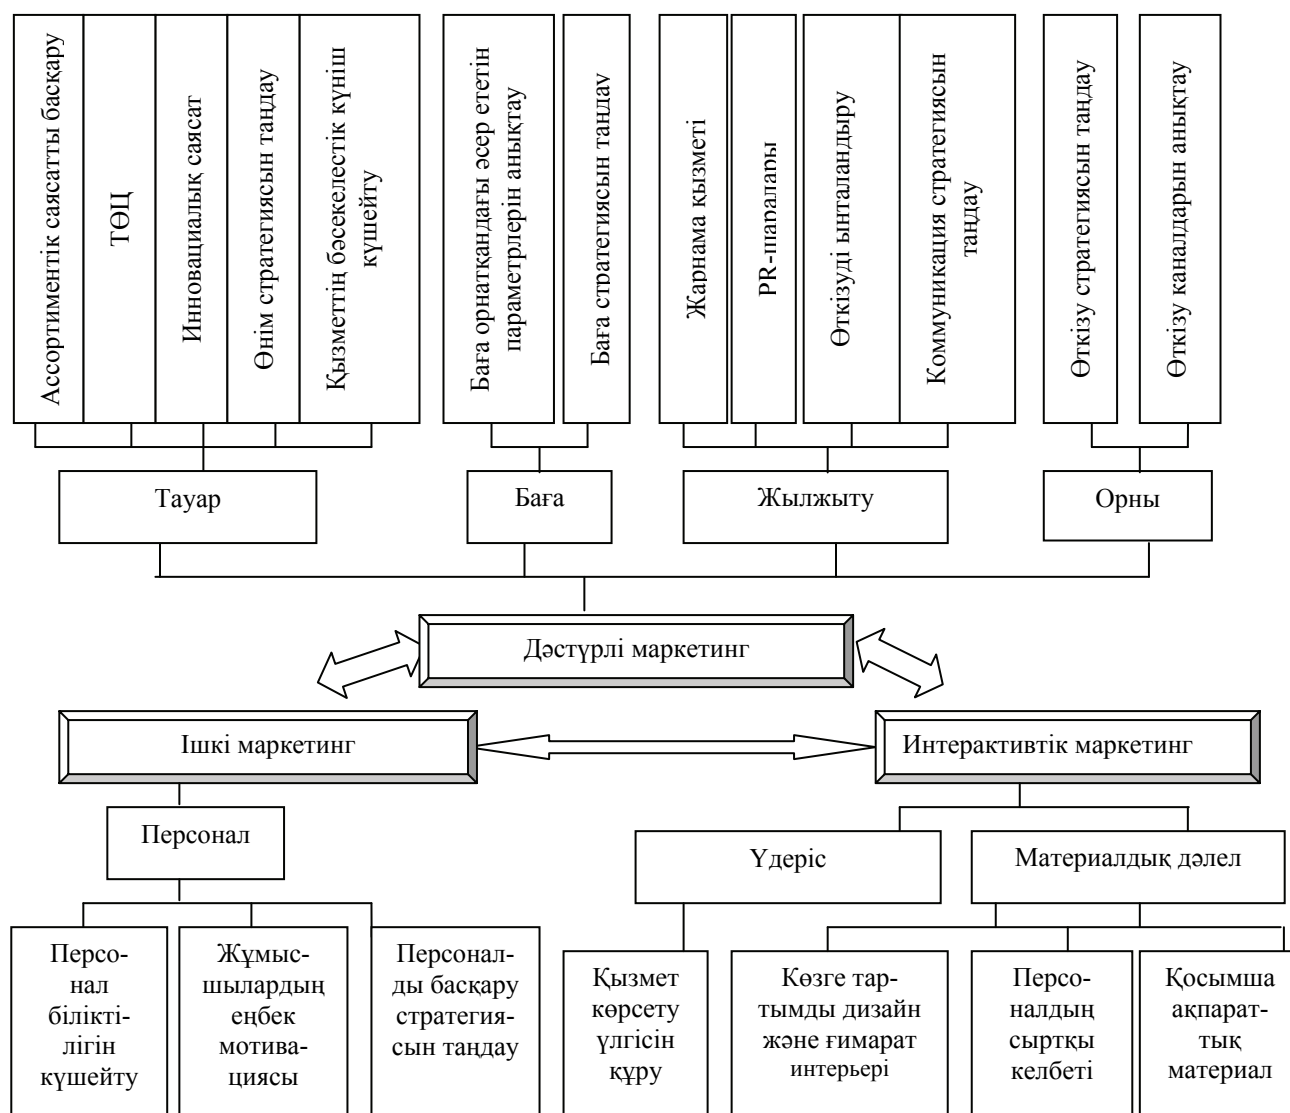 Ассортиментік саясатты басқару
ТӨЦ
Инновациалық саясат
Өнім стратегиясын таңдау
Қызметтің бәсекелестік күніш
күшейту
Баға орнатқандағы әсер ететін
параметрлерін анықтау
Баға стратегиясын таңдау
Жарнама қызметі
PR-шаралары
Өткізуді ынталандыру
Коммуникация стратегиясын
таңдау
Өткізу стратегиясын таңдау
Өткізу каналдарын анықтау
Тауар
Баға
Жылжыту
Орны
Дәстүрлі маркетинг
Ішкі маркетинг
Интерактивтік маркетинг
Персонал
Үдеріс
Материалдық дәлел
Персо-
нал
білікті-
лігін
күшейту
Жұмыс-
шылардың
еңбек
мотива-
циясы
Персонал-
ды басқару
стратегия-
сын таңдау
Қызмет
көрсету
үлгісін
құру
Көзге тар-
тымды дизайн
және ғимарат
интерьері
Персо-
налдың
сыртқы
келбеті
Қосымша
ақпарат-
тық
материал